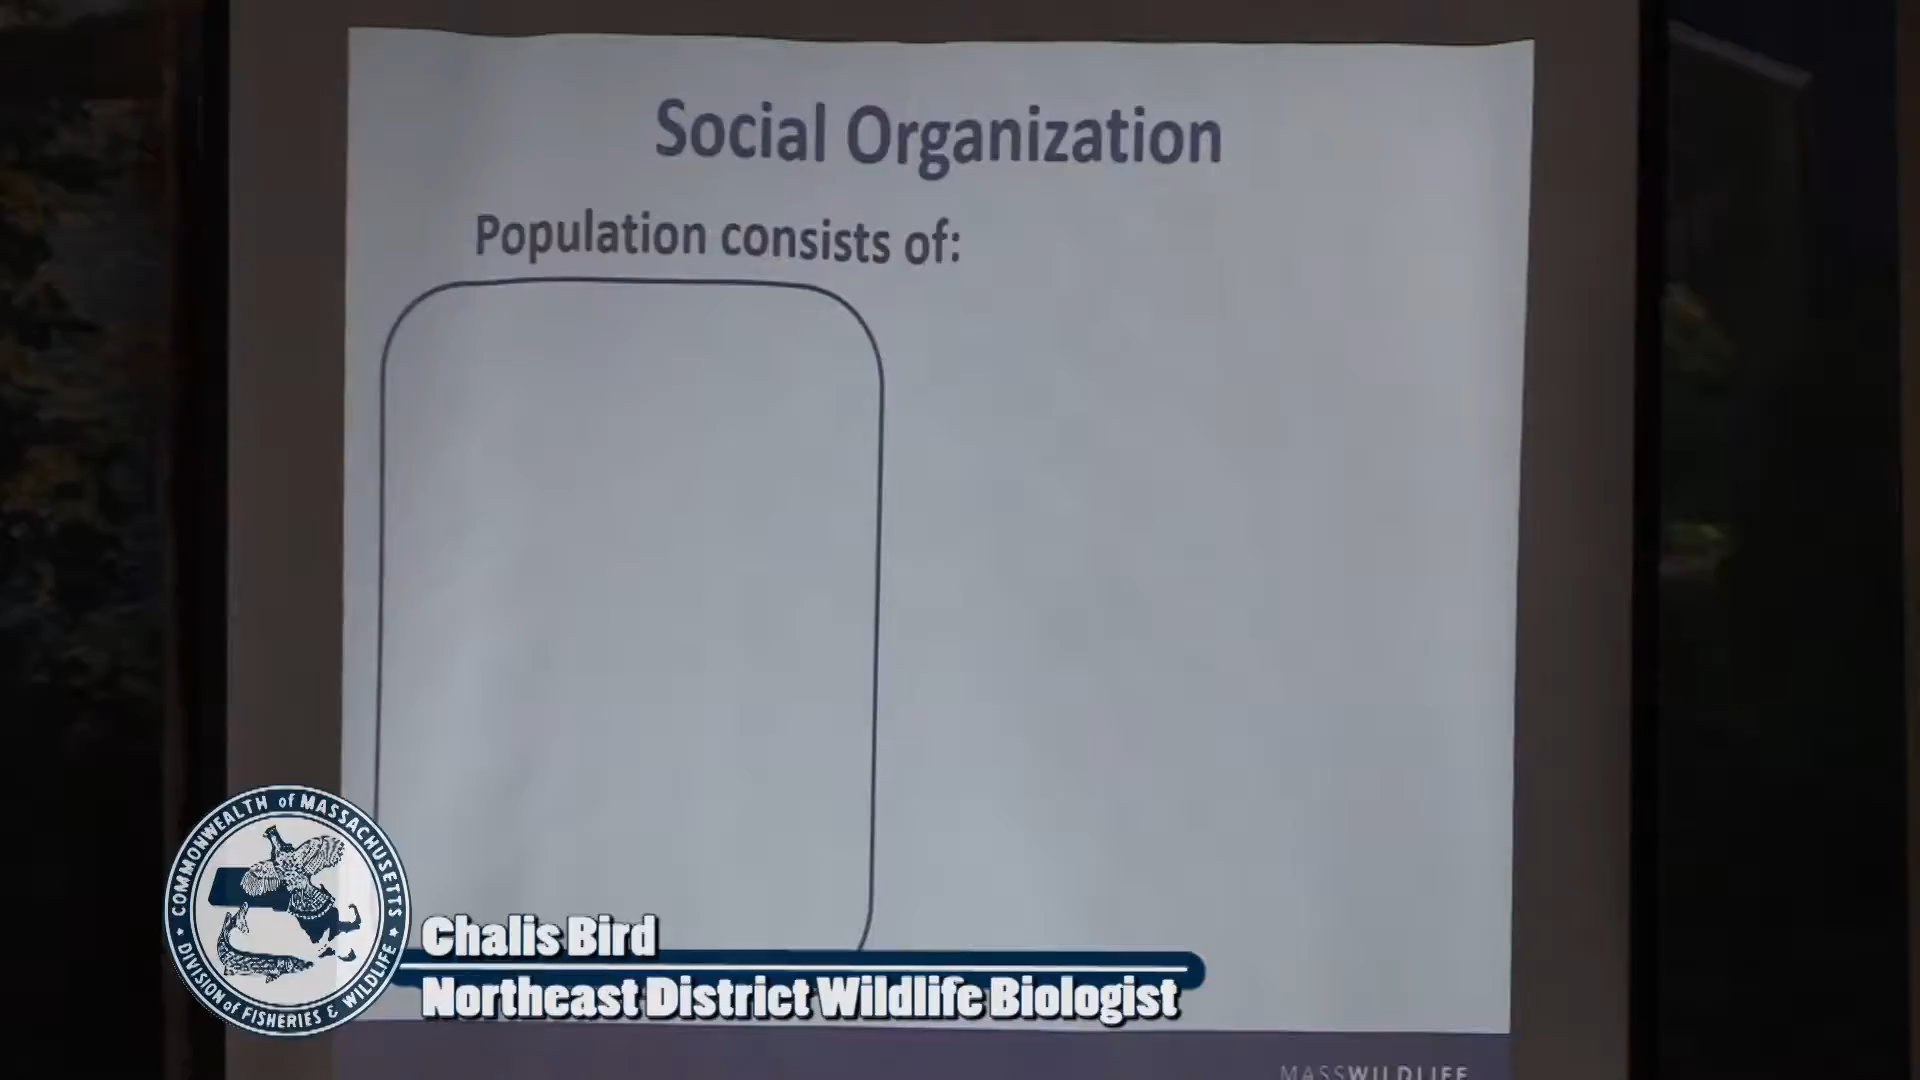 Social Organization
Population consists of:
COMMONWEALTH of MASSACHUSETTS
DIVISION of FISHERIES & WILDLIFE
Chalis Bird
Northeast District Wildlife Biologist
MASSWILDLIFE